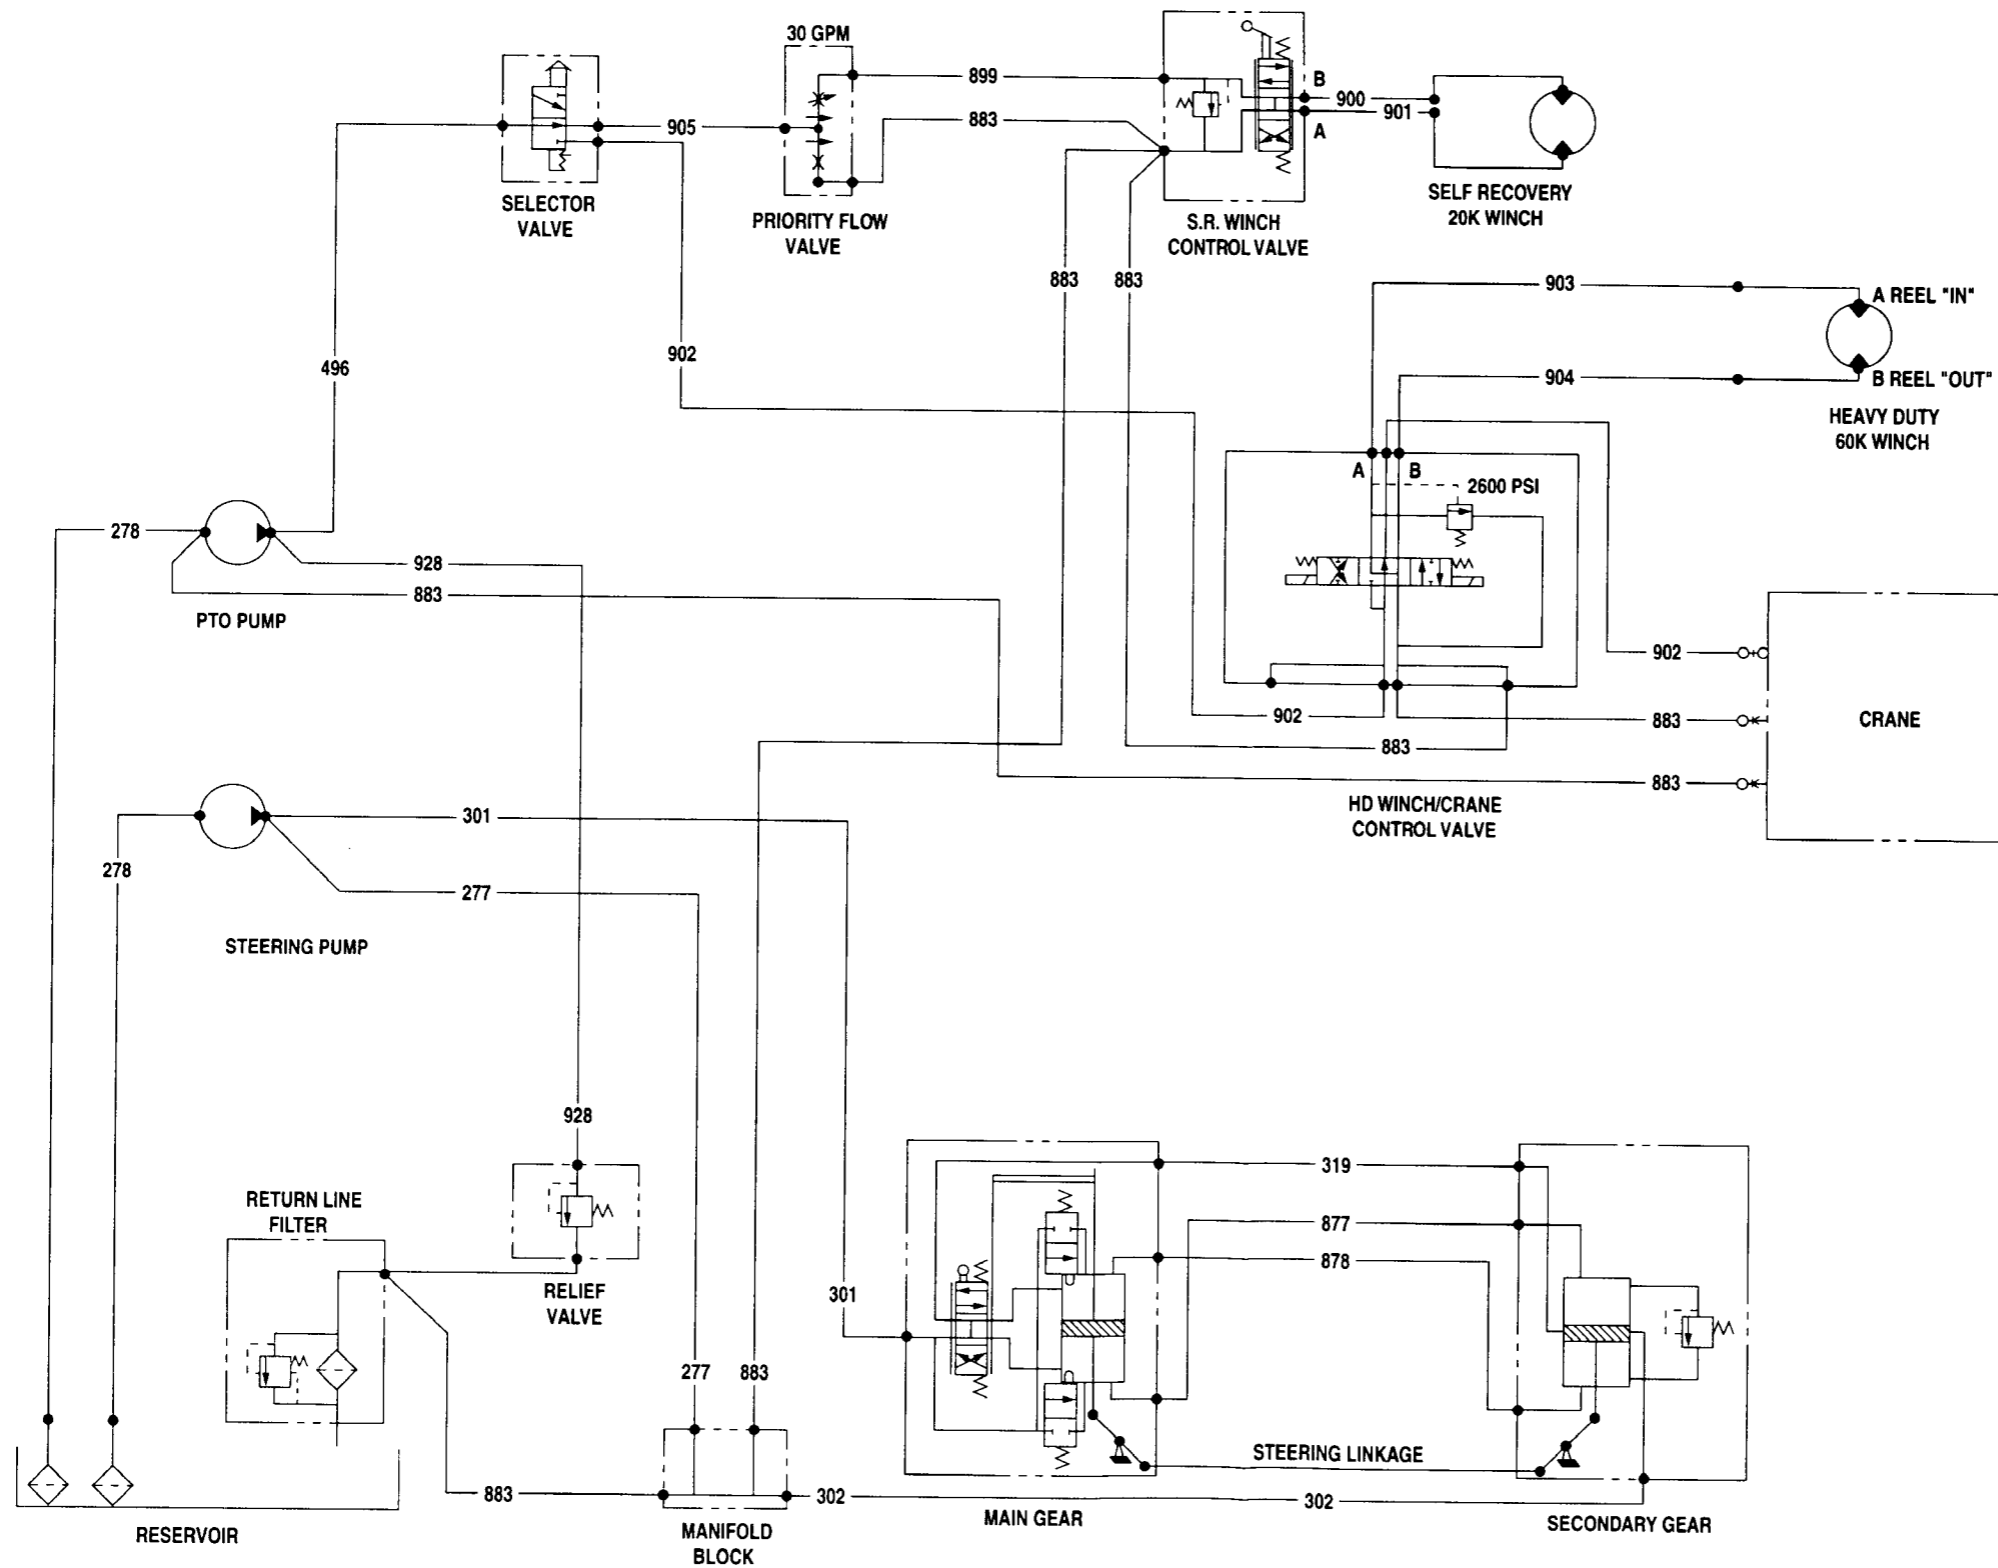 30 GPM
899
B
900
901
A
883
905
SELECTOR
VALVE
PRIORITY FLOW
VALVE
S.R. WINCH
CONTROL VALVE
SELF RECOVERY
20K WINCH
883
883
903
A REEL "IN"
902
496
904
B REEL "OUT"
HEAVY DUTY
60K WINCH
A
B
2600 PSI
278
928
883
PTO PUMP
902
902
883
CRANE
883
883
HD WINCH/CRANE
CONTROL VALVE
301
278
277
STEERING PUMP
928
RETURN LINE
FILTER
319
877
878
RELIEF
VALVE
301
277
883
STEERING LINKAGE
883
302
302
RESERVOIR
MANIFOLD
BLOCK
MAIN GEAR
SECONDARY GEAR